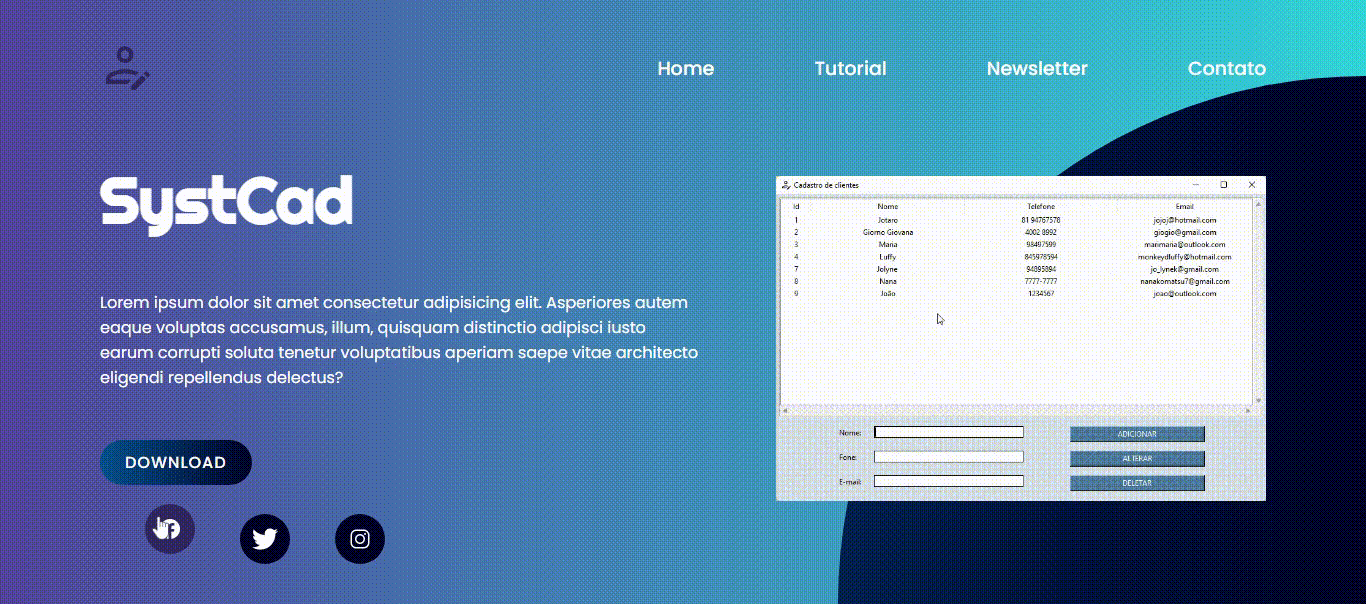 Home Tutorial Newsletter Contato
SystCad
Lorem ipsum dolor sit amet consectetur adipisicing elit. Asperiores autem
eaque voluptas accusamus, illum, quisquam distinctio adipisci iusto
earum corrupti soluta tenetur voluptatibus aperiam saepe vitae architecto
eligendi repellendus delectus?
DOWNLOAD
Cadastro de clientes
Id Nome Telefone Email
1 Jotaro 81 94767578 jojoj@hotmail.com
2 Giorno Giovana 4002 8992 giogio@gmail.com
3 Maria 98497599 marimaria@outlook.com
4 Luffy 845978594 monkeydluffy@hotmail.com
7 Jolyne 94895894 jo_lynek@gmail.com
8 Nana 7777-7777 nanakomatsu7@gmail.com
9 João 1234567 joao@outlook.com
Nome: ADICIONAR
Fone: ALTERAR
E-mail: DELETAR